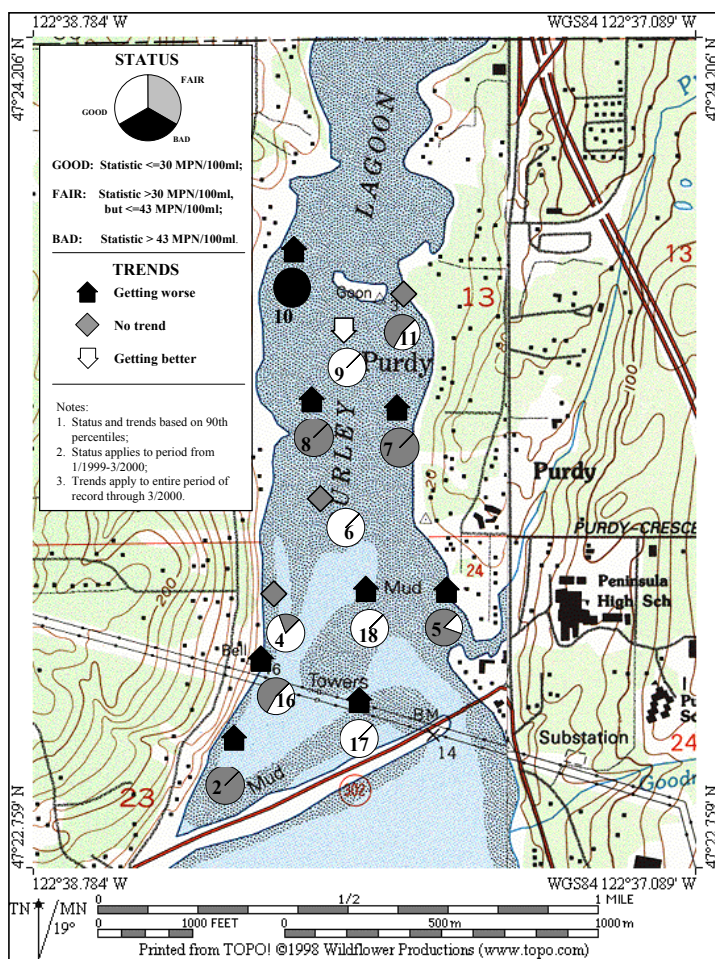 122°38.784' W WGS84 122°37.089' W
47°24.206' N
47°24.206' N
STATUS
FAIR
GOOD
BAD
GOOD: Statistic <=30 MPN/100ml;
FAIR: Statistic >30 MPN/100ml,
but <=43 MPN/100ml;
BAD: Statistic > 43 MPN/100ml.
TRENDS
Getting worse
No trend
Getting better
Notes:
1. Status and trends based on 90th
percentiles;
2. Status applies to period from
1/1999-3/2000;
3. Trends apply to entire period of
record through 3/2000.
LAGOON
13
13
10
Goon
11
9
Purdy
100
URLEY
8
7
20
Purdy
6
PURDY-CRESCE
24
200
Mud
Peninsula
High Sch
4
18
5
Bell
6
Towers
16
B.M.
14
17
Substation
24
23
2
Mud
302
Goodr
47°22.759' N
47°22.759' N
122°38.784' W WGS84 122°37.089' W
TN MN
19°
0 1/2 1 MILE
0 1000 FEET 0 500 m 1000 m
Printed from TOPO! ©1998 Wildflower Productions (www.topo.com)